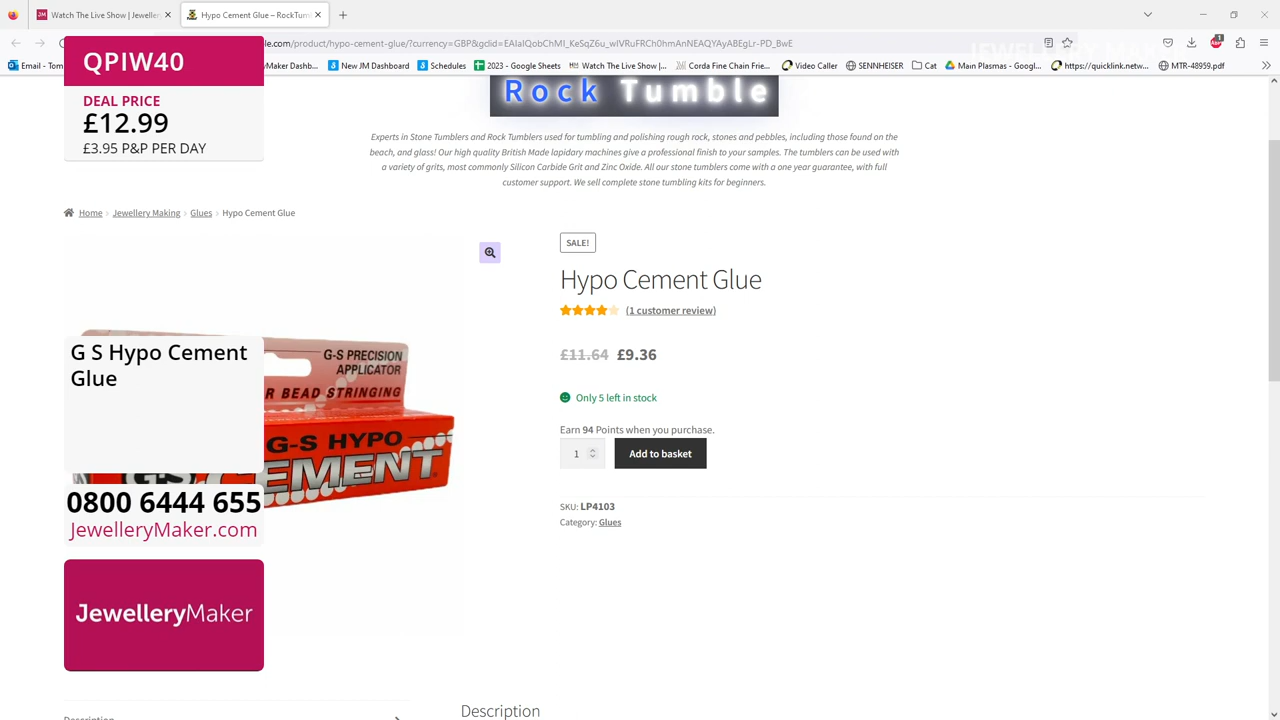 Watch The Live Show | Jewellery
Hypo Cement Glue – RockTum
QPIW40
le.com/product/hypo-cement-glue/?currency=GBP&gclid=EAIaIQobChMI_KeSqZ6u_wIVRuFRCh0hmAnNEAQYAyABEgLr-PD_BwE
JEWELLERY MAKER
1
Email - Tom
Maker Dashb...
New JM Dashboard
Schedules
2023 - Google Sheets
Watch The Live Show |...
Corda Fine China Font...
Video Caller
SENNHEISER
Cat
Main Plasmas - Googl...
https://quicklink.netw...
MTR-48959.pdf
DEAL PRICE
£12.99
£3.95 P&P PER DAY
Rock Tumble
Experts in Stone Tumblers and Rock Tumblers used for tumbling and polishing rough rock, stones and pebbles, including those found on the
beach, and glass! Our high quality British Made lapidary machines give a professional finish to your samples. The tumblers can be used with
a variety of grits, most commonly Silicon Carbide Grit and Zinc Oxide. All our stone tumblers come with a one year guarantee, with full
customer support. We sell complete stone tumbling kits for beginners.
Home › Jewellery Making › Glues › Hypo Cement Glue
SALE!
Hypo Cement Glue
(1 customer review)
£11.64 £9.36
Only 5 left in stock
Earn 94 Points when you purchase.
1
Add to basket
SKU: LP4103
Category: Glues
G-S PRECISION
APPLICATOR
R BEAD STRINGING
G-S HYPO
CEMENT
G S Hypo Cement
Glue
0800 6444 655
JewelleryMaker.com
JewelleryMaker
Description
Description